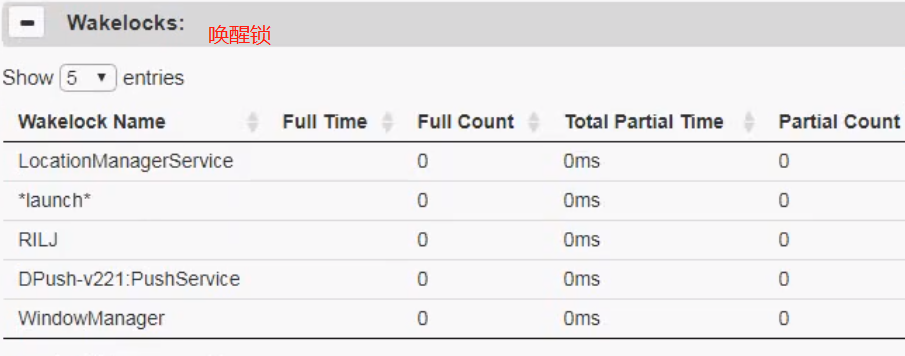 Wakelocks: 唤醒锁
Show 5 entries
Wakelock Name Full Time Full Count Total Partial Time Partial Count
LocationManagerService 0 0ms 0
*launch* 0 0ms 0
RILJ 0 0ms 0
DPush-v221:PushService 0 0ms 0
WindowManager 0 0ms 0